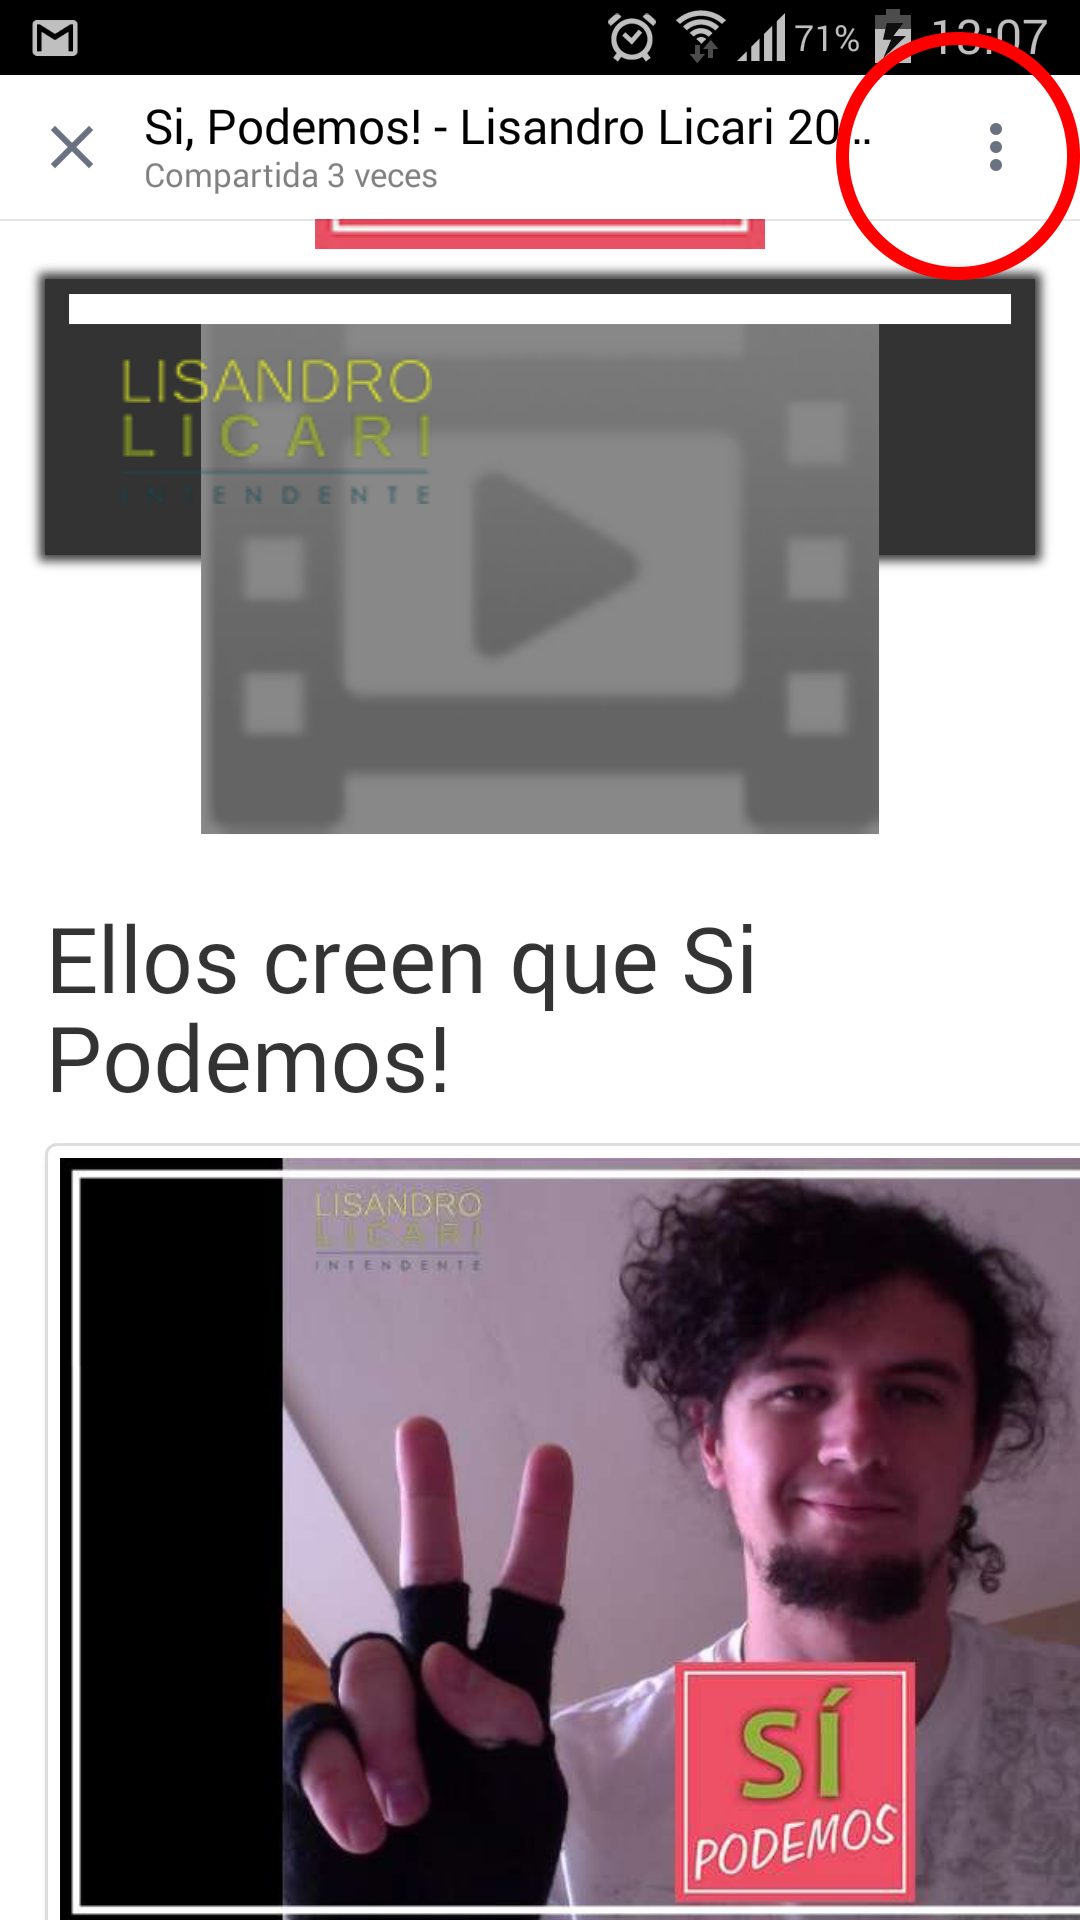 71% 13:07
Si, Podemos! - Lisandro Licari 20...
Compartida 3 veces
LISANDRO
LICARI
INTENDENTE
Ellos creen que Si
Podemos!
LISANDRO
LICARI
INTENDENTE
SÍ
PODEMOS